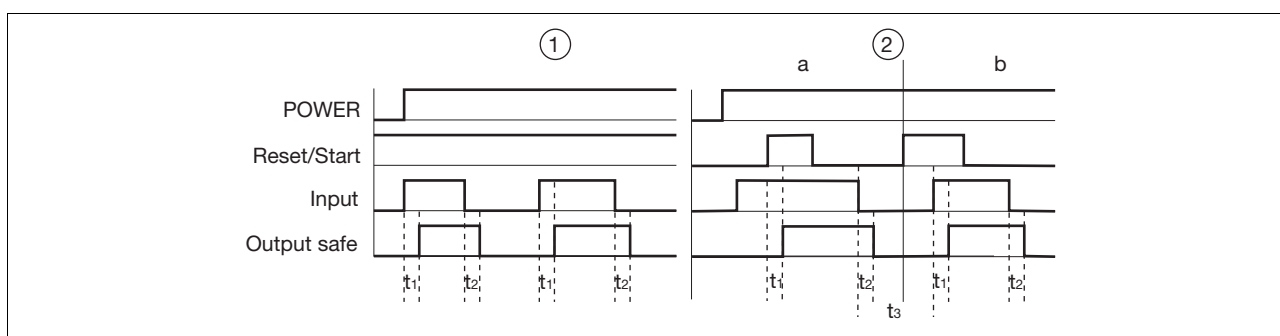 1
2
a
b
POWER
Reset/Start
Input
Output safe
t1
t2
t1
t2
t1
t2
t1
t2
t3